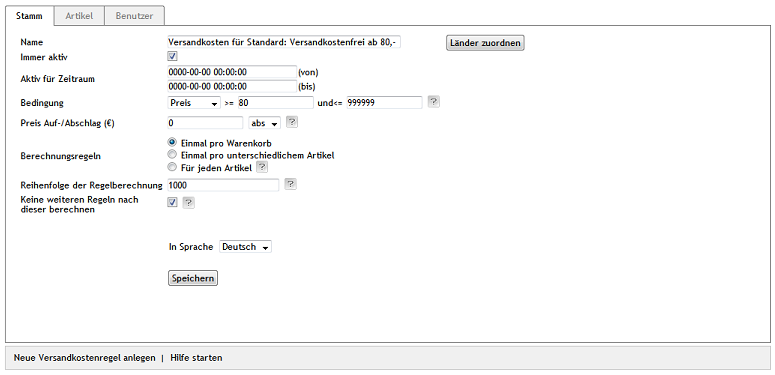 Stamm Artikel Benutzer
Name Versandkosten für Standard: Versandkostenfrei ab 80,- Länder zuordnen
Immer aktiv
Aktiv für Zeitraum 0000-00-00 00:00:00 (von)
0000-00-00 00:00:00 (bis)
Bedingung Preis >= 80 und<= 999999 ?
Preis Auf-/Abschlag (€) 0 abs ?
Berechnungsregeln Einmal pro Warenkorb
Einmal pro unterschiedlichem Artikel
Für jeden Artikel ?
Reihenfolge der Regelberechnung 1000 ?
Keine weiteren Regeln nach
dieser berechnen ?
In Sprache Deutsch
Speichern
Neue Versandkostenregel anlegen | Hilfe starten